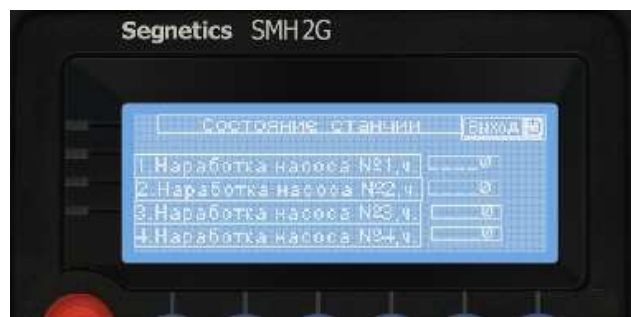 Segnetics SMH2G
Состояние станции Выход
1.Наработка насоса №1,ч. ____0
2.Наработка насоса №2,ч. 0
3.Наработка насоса №3,ч. 0
4.Наработка насоса №4,ч. 0